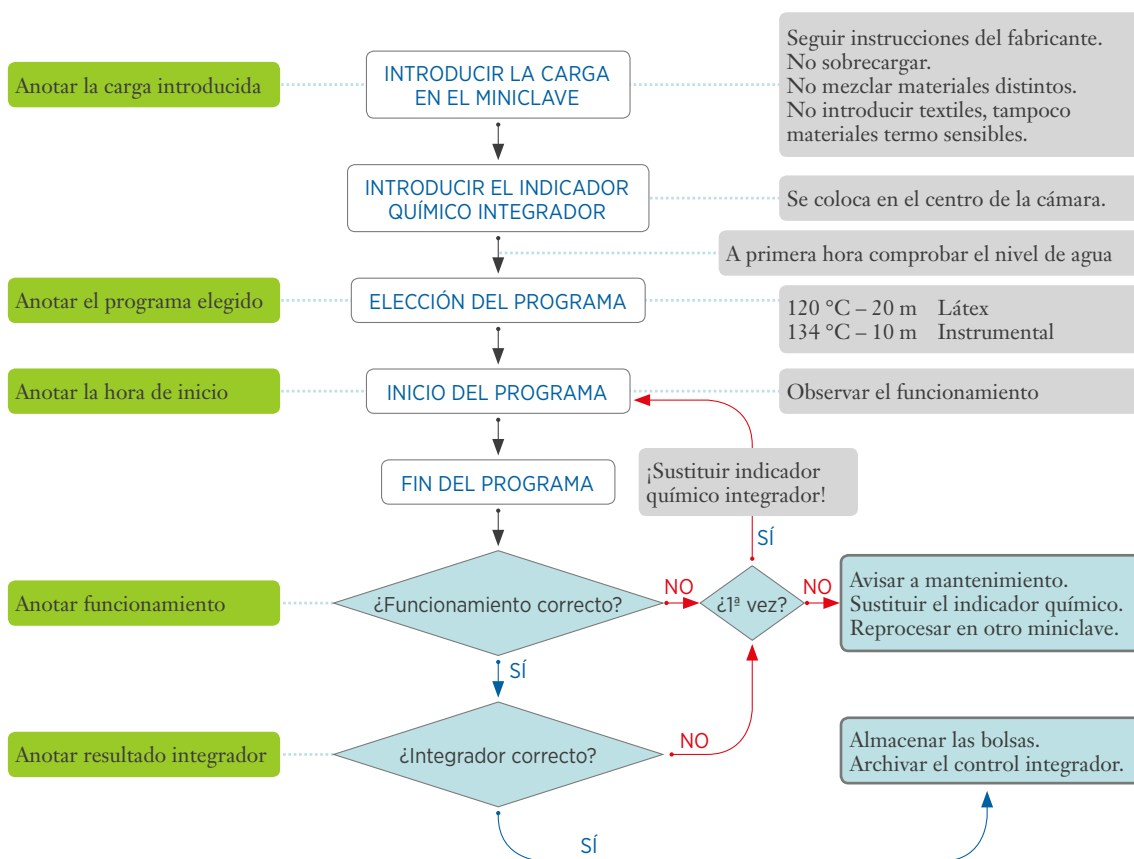 Anotar la carga introducida
INTRODUCIR LA CARGA
EN EL MINICLAVE
Seguir instrucciones del fabricante.
No sobrecargar.
No mezclar materiales distintos.
No introducir textiles, tampoco
materiales termo sensibles.
INTRODUCIR EL INDICADOR
QUÍMICO INTEGRADOR
Se coloca en el centro de la cámara.
A primera hora comprobar el nivel de agua
Anotar el programa elegido
ELECCIÓN DEL PROGRAMA
120 °C – 20 m Látex
134 °C – 10 m Instrumental
Anotar la hora de inicio
INICIO DEL PROGRAMA
Observar el funcionamiento
FIN DEL PROGRAMA
¡Sustituir indicador
químico integrador!
SÍ
Anotar funcionamiento
¿Funcionamiento correcto?
NO
¿1ª vez?
NO
Avisar a mantenimiento.
Sustituir el indicador químico.
Reprocesar en otro miniclave.
SÍ
Anotar resultado integrador
¿Integrador correcto?
NO
Almacenar las bolsas.
Archivar el control integrador.
SÍ